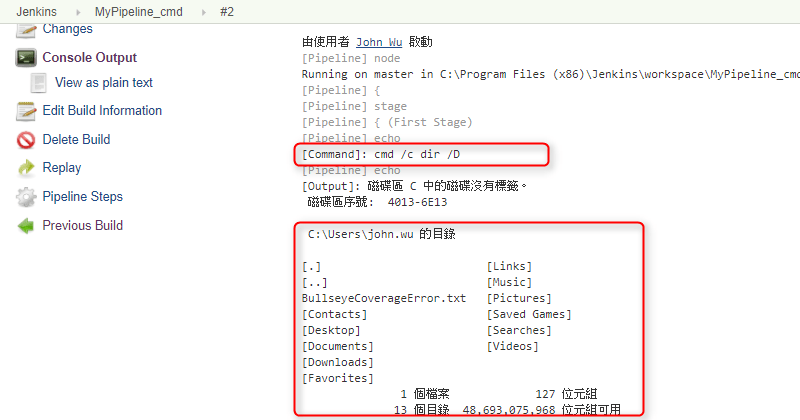 Jenkins MyPipeline_cmd #2
Changes
Console Output
View as plain text
Edit Build Information
Delete Build
Replay
Pipeline Steps
Previous Build
由使用者 John Wu 啟動
[Pipeline] node
Running on master in C:\Program Files (x86)\Jenkins\workspace\MyPipeline_cmd
[Pipeline] {
[Pipeline] stage
[Pipeline] { (First Stage)
[Pipeline] echo
[Command]: cmd /c dir /D
[Pipeline] echo
[Output]: 磁碟區 C 中的磁碟沒有標籤。
磁碟區序號: 4013-6E13
C:\Users\john.wu 的目錄
[.] [Links]
[..] [Music]
BullseyeCoverageError.txt [Pictures]
[Contacts] [Saved Games]
[Desktop] [Searches]
[Documents] [Videos]
[Downloads]
[Favorites]
1 個檔案 127 位元組
13 個目錄 48,693,075,968 位元組可用